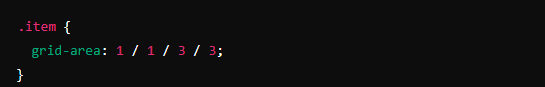 .item {
  grid-area: 1 / 1 / 3 / 3;
}